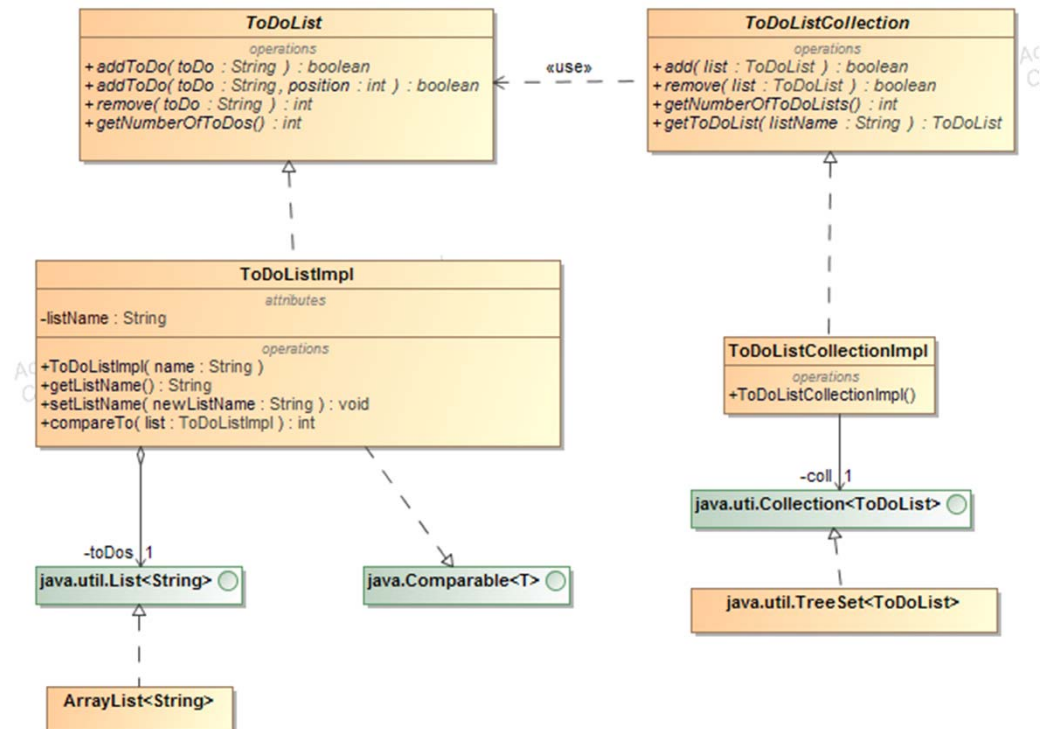 ToDoList
operations
+addToDo( toDo : String ) : boolean
+addToDo( toDo : String, position : int ) : boolean
+remove( toDo : String ) : int
+getNumberOfToDos() : int
«use»
ToDoListCollection
operations
+add( list : ToDoList ) : boolean
+remove( list : ToDoList ) : boolean
+getNumberOfToDoLists() : int
+getToDoList( listName : String ) : ToDoList
ToDoListImpl
attributes
-listName : String
operations
+ToDoListImpl( name : String )
+getListName() : String
+setListName( newListName : String ) : void
+compareTo( list : ToDoListImpl ) : int
ToDoListCollectionImpl
operations
+ToDoListCollectionImpl()
-coll 1
java.uti.Collection<ToDoList>
java.util.TreeSet<ToDoList>
-toDos 1
java.util.List<String>
java.Comparable<T>
ArrayList<String>